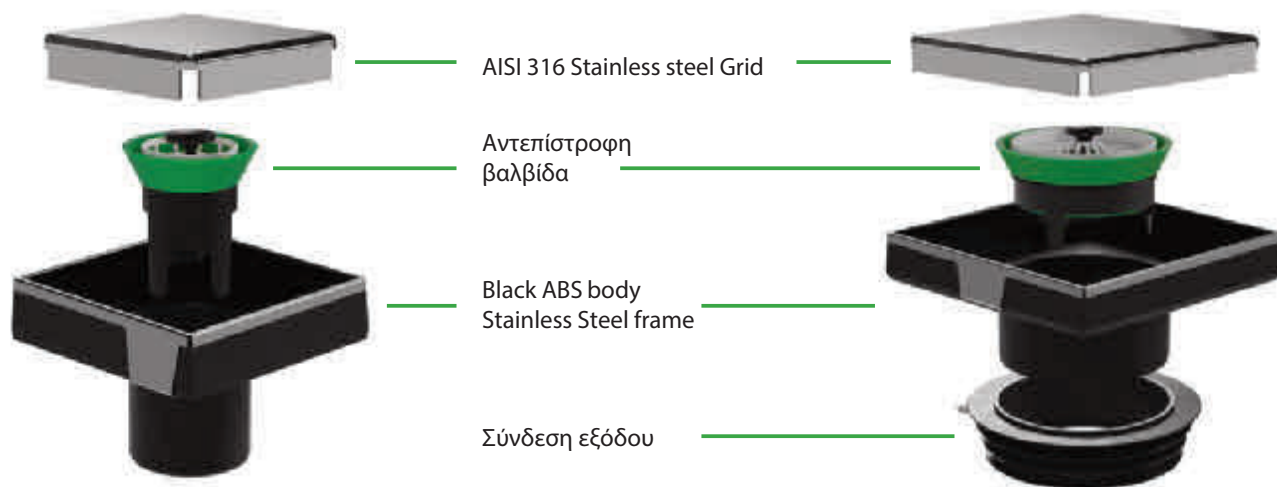 AISI 316 Stainless steel Grid
Αντεπίστροφη
βαλβίδα
Black ABS body
Stainless Steel frame
Σύνδεση εξόδου